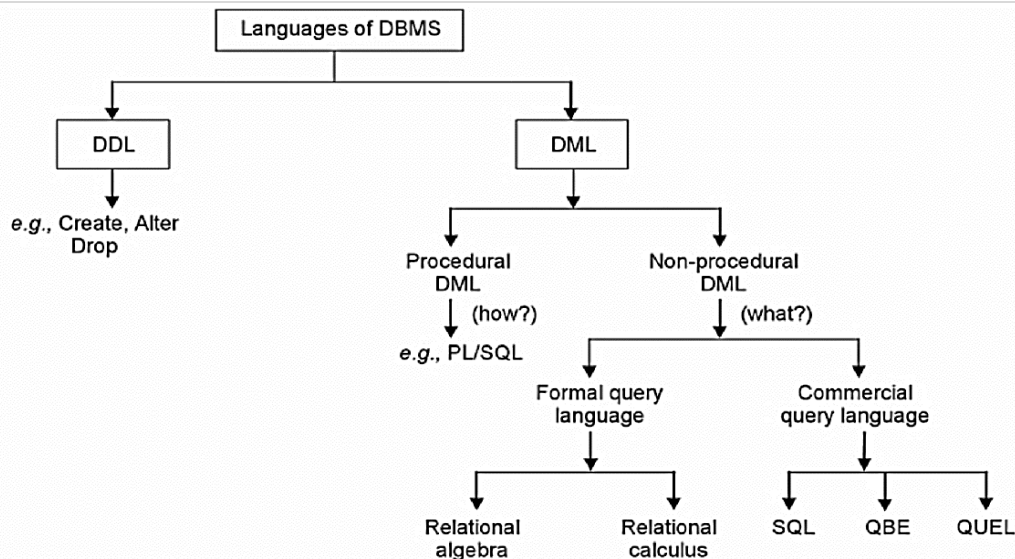 Languages of DBMS
DDL
DML
e.g., Create, Alter
Drop
Procedural
DML
Non-procedural
DML
(how?)
(what?)
e.g., PL/SQL
Formal query
language
Commercial
query language
Relational
algebra
Relational
calculus
SQL
QBE
QUEL